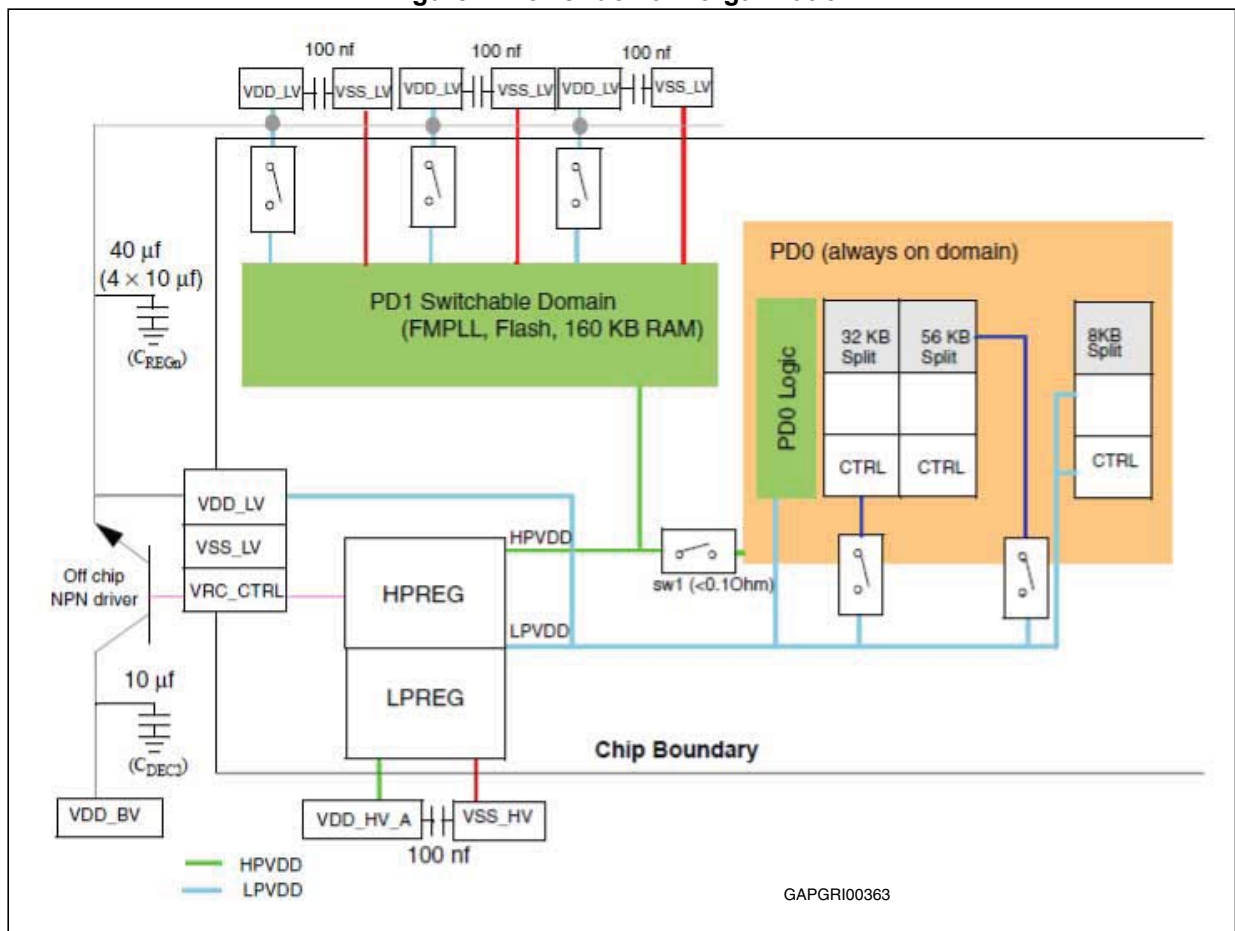 100 nf
100 nf
100 nf
VDD_LV
VSS_LV
VDD_LV
VSS_LV
VDD_LV
VSS_LV
40 µf
(4 × 10 µf)
(CREGn)
PD1 Switchable Domain
(FMPLL, Flash, 160 KB RAM)
PD0 (always on domain)
PD0 Logic
32 KB
Split
56 KB
Split
8KB
Split
CTRL
CTRL
CTRL
VDD_LV
VSS_LV
VRC_CTRL
Off chip
NPN driver
HPREG
LPREG
HPVDD
LPVDD
sw1 (<0.1Ohm)
10 µf
(CDEC2)
VDD_BV
Chip Boundary
VDD_HV_A
VSS_HV
100 nf
HPVDD
LPVDD
GAPGRI00363